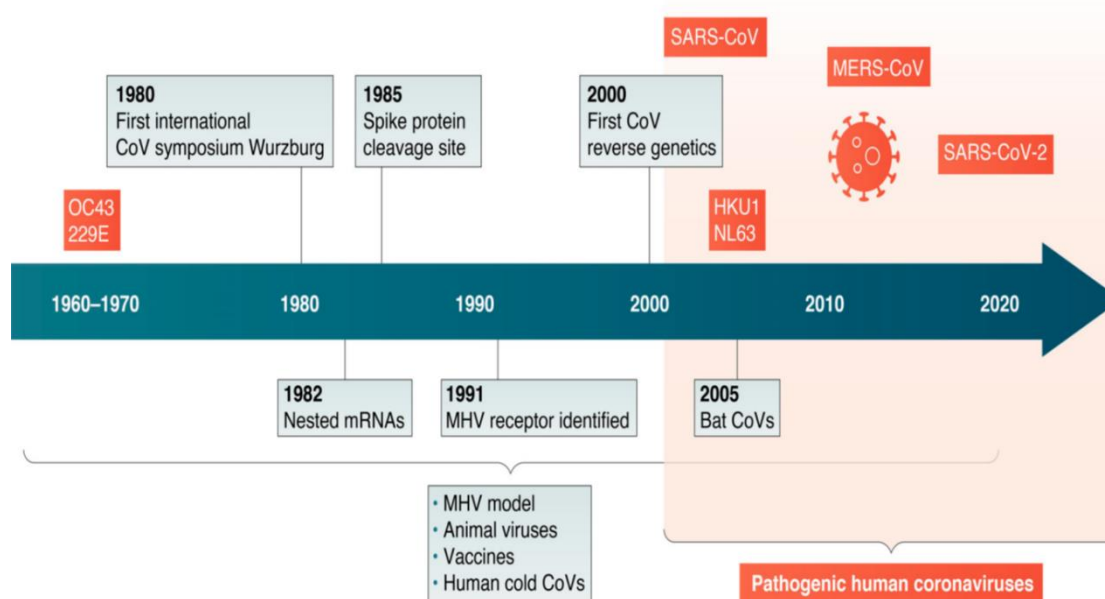 SARS-CoV
MERS-CoV
SARS-CoV-2
1980
First international
CoV symposium Wurzburg
1985
Spike protein
cleavage site
2000
First CoV
reverse genetics
OC43
229E
HKU1
NL63
1960–1970
1980
1990
2000
2010
2020
1982
Nested mRNAs
1991
MHV receptor identified
2005
Bat CoVs
• MHV model
• Animal viruses
• Vaccines
• Human cold CoVs
Pathogenic human coronaviruses